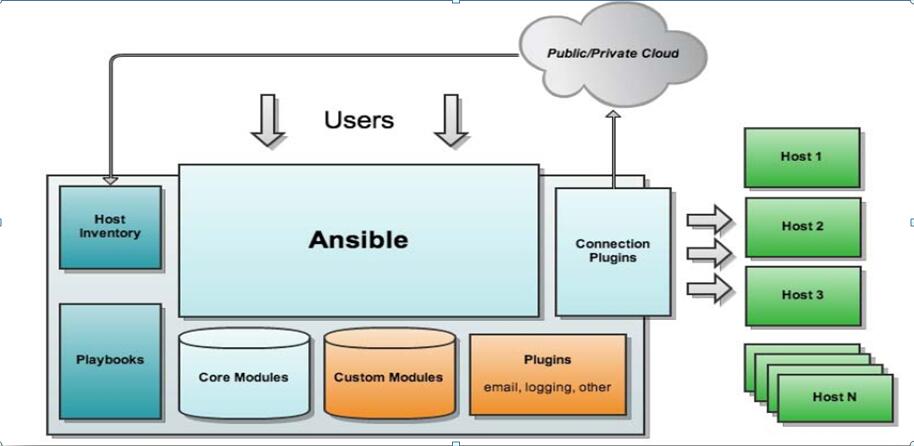 Public/Private Cloud
Users
Host
Inventory
Ansible
Connection
Plugins
Host 1
Host 2
Host 3
Host N
Playbooks
Core Modules
Custom Modules
Plugins
email, logging, other